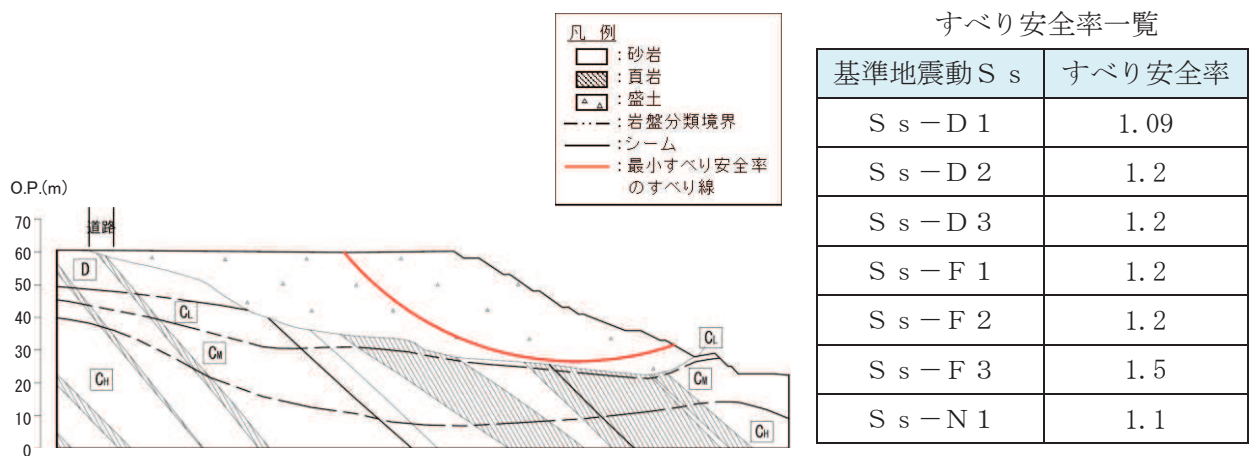 凡 例
：砂岩
：頁岩
：盛土
：岩盤分類境界
：シーム
：最小すべり安全率
のすべり線
O.P.(m)
70
60
50
40
30
20
10
0
道路
D
CL
CM
CH
CL
CM
CH
すべり安全率一覧
基準地震動Ｓｓ すべり安全率
Ｓｓ－Ｄ１ 1.09
Ｓｓ－Ｄ２ 1.2
Ｓｓ－Ｄ３ 1.2
Ｓｓ－Ｆ１ 1.2
Ｓｓ－Ｆ２ 1.2
Ｓｓ－Ｆ３ 1.5
Ｓｓ－Ｎ１ 1.1